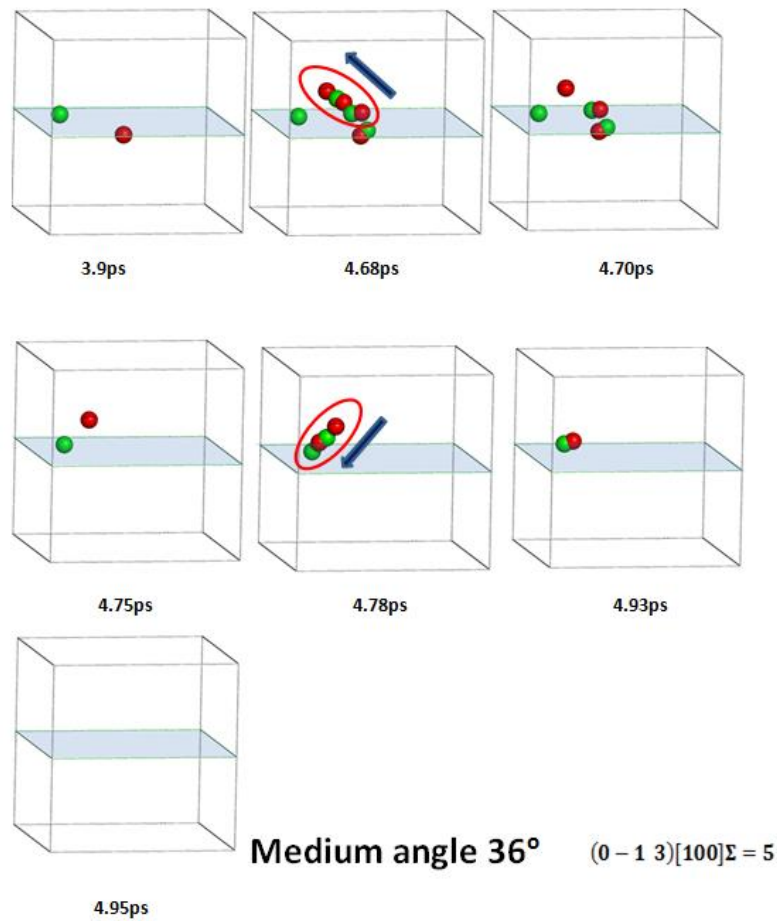 3.9ps 4.68ps 4.70ps
4.75ps 4.78ps 4.93ps
Medium angle 36° (0 − 1 3)[100]Σ = 5
4.95ps